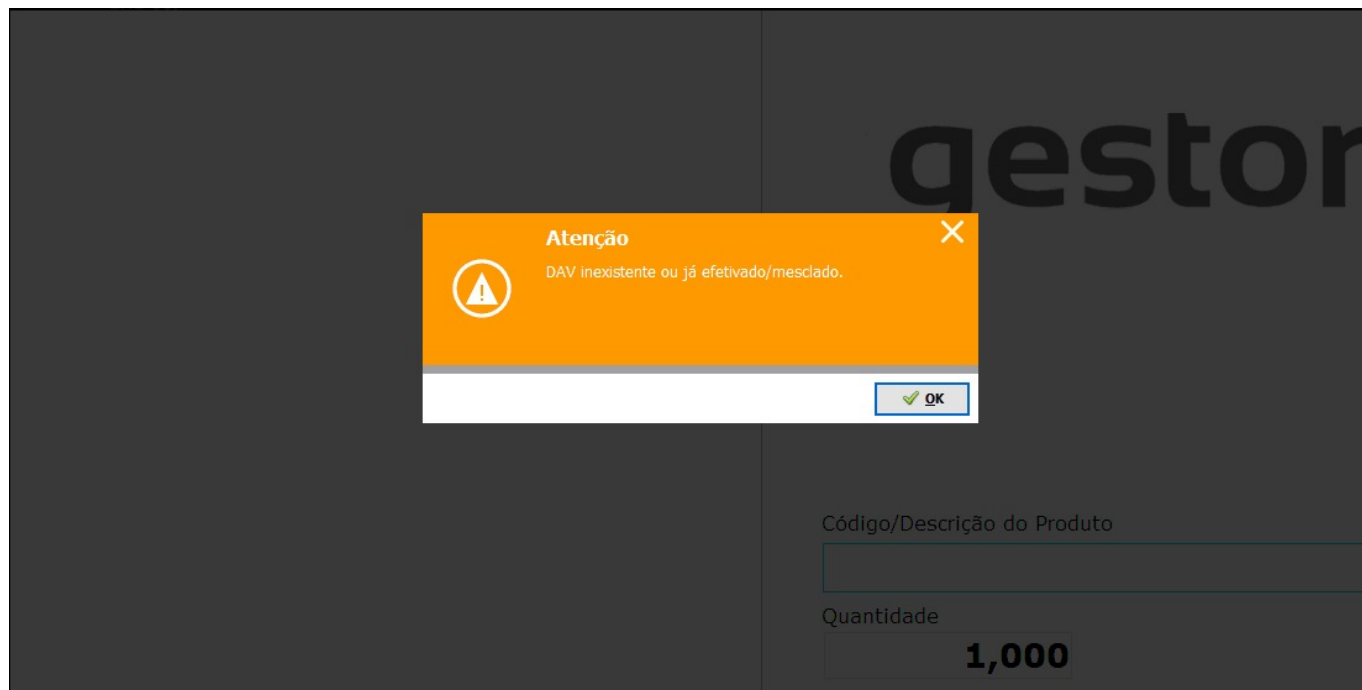 gestor
Atenção
DAV inexistente ou já efetivado/mesclado.
OK
Código/Descrição do Produto
Quantidade
1,000